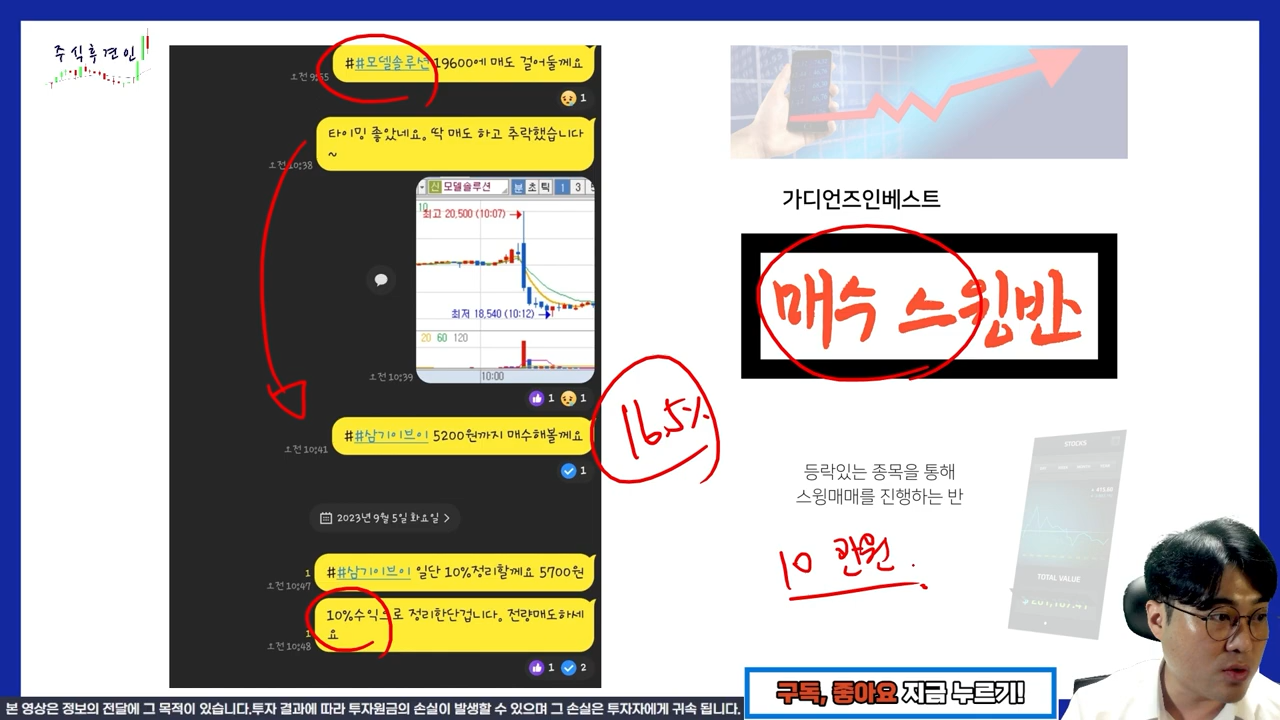 주식후견인
##모델솔루션 19600에 매도 걸어둘께요
오전 9:55
1
타이밍 좋았네요, 딱 매도 하고 추락했습니다
~
오전 10:38
신 모델솔루션 분 초 틱 1 3 5
10
최고 20,500 (10:07)
최저 18,540 (10:12)
20 60 120
10:00
오전 10:39
1 1
##삼기이브이 5200원까지 매수해볼께요
오전 10:41
1
2023년 9월 5일 화요일
##삼기이브이 일단 10%정리할께요 5700원
1
오전 10:47
10%수익으로 정리한단겁니다, 전량매도하세
요
1
오전 10:48
1 2
16.5%
가디언즈인베스트
매수 스윙반
등락있는 종목을 통해
스윙매매를 진행하는 반
10 만원.
STOCKS
TOTAL VALUE
구독, 좋아요 지금 누르기!
본 영상은 정보의 전달에 그 목적이 있습니다.투자 결과에 따라 투자원금의 손실이 발생할 수 있으며 그 손실은 투자자에게 귀속 됩니다.